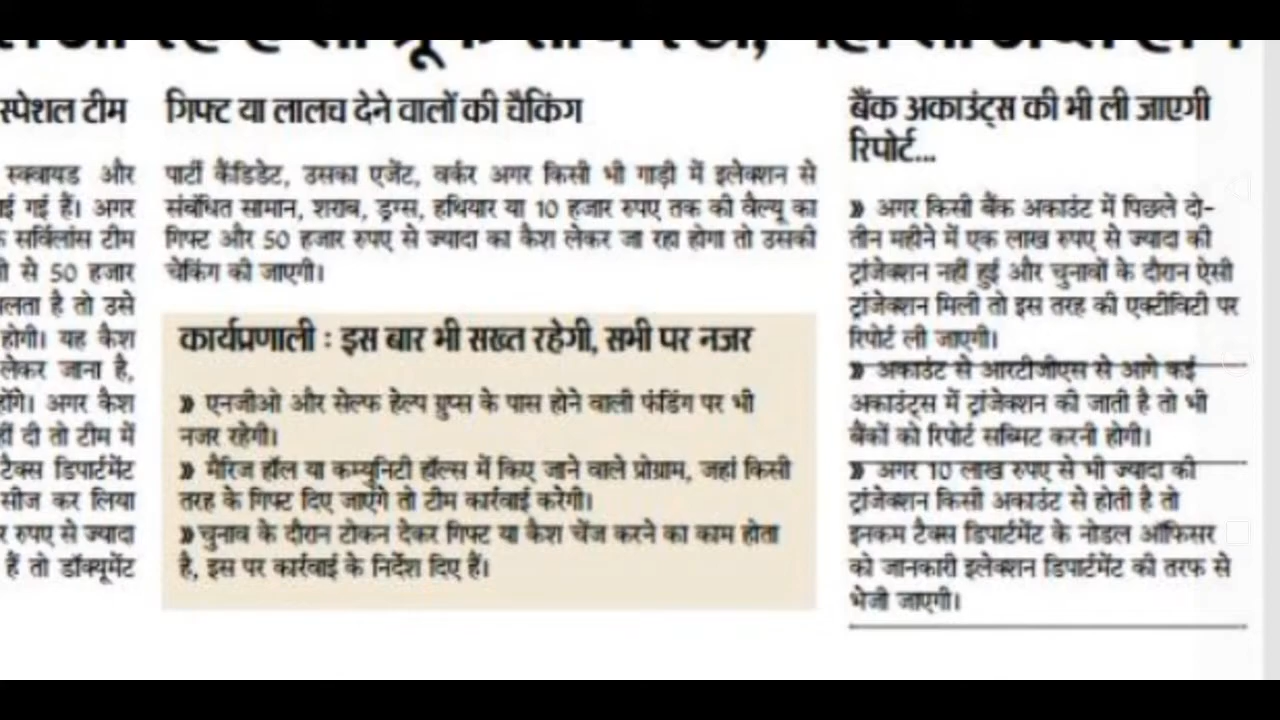 स्पेशल टीम
स्क्वायड और
ई गई हैं। अगर
सर्विलांस टीम
से 50 हजार
लता है तो उसे
होगी। यह कैश
लेकर जाना है,
होंगे। अगर कैश
दी तो टीम में
टैक्स डिपार्टमेंट
सीज कर लिया
रुपए से ज्यादा
हैं तो डॉक्यूमेंट
गिफ्ट या लालच देने वालों की चैकिंग
पार्टी कैंडिडेट, उसका एजेंट, वर्कर अगर किसी भी गाड़ी में इलेक्शन से
संबंधित सामान, शराब, ड्रग्स, हथियार या 10 हजार रुपए तक की वैल्यू का
गिफ्ट और 50 हजार रुपए से ज्यादा का कैश लेकर जा रहा होगा तो उसकी
चेकिंग की जाएगी।
कार्यप्रणाली : इस बार भी सख्त रहेगी, सभी पर नजर
» एनजीओ और सेल्फ हेल्प ग्रुप्स के पास होने वाली फंडिंग पर भी
नजर रहेगी।
» मैरिज हॉल या कम्युनिटी हॉल्स में किए जाने वाले प्रोग्राम, जहां किसी
तरह के गिफ्ट दिए जाएंगे तो टीम कार्रवाई करेगी।
» चुनाव के दौरान टोकन देकर गिफ्ट या कैश चेंज करने का काम होता
है, इस पर कार्रवाई के निर्देश दिए हैं।
बैंक अकाउंट्स की भी ली जाएगी
रिपोर्ट...
» अगर किसी बैंक अकाउंट में पिछले दो-
तीन महीने में एक लाख रुपए से ज्यादा की
ट्रांजेक्शन नहीं हुई और चुनावों के दौरान ऐसी
ट्रांजेक्शन मिली तो इस तरह की एक्टीविटी पर
रिपोर्ट ली जाएगी।
» अकाउंट से आरटीजीएस से आगे कई
अकाउंट्स में ट्रांजेक्शन की जाती है तो भी
बैंकों को रिपोर्ट सब्मिट करनी होगी।
» अगर 10 लाख रुपए से भी ज्यादा की
ट्रांजेक्शन किसी अकाउंट से होती है तो
इनकम टैक्स डिपार्टमेंट के नोडल ऑफिसर
को जानकारी इलेक्शन डिपार्टमेंट की तरफ से
भेजी जाएगी।